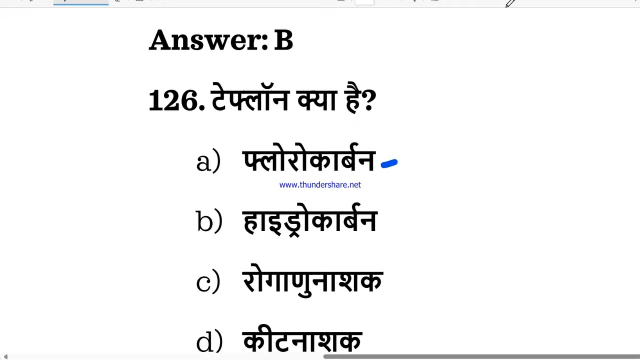 Answer: B
126. टेफ्लॉन क्या है?
a) फ्लोरोकार्बन
www.thundershare.net
b) हाइड्रोकार्बन
c) रोगाणुनाशक
d) कीटनाशक